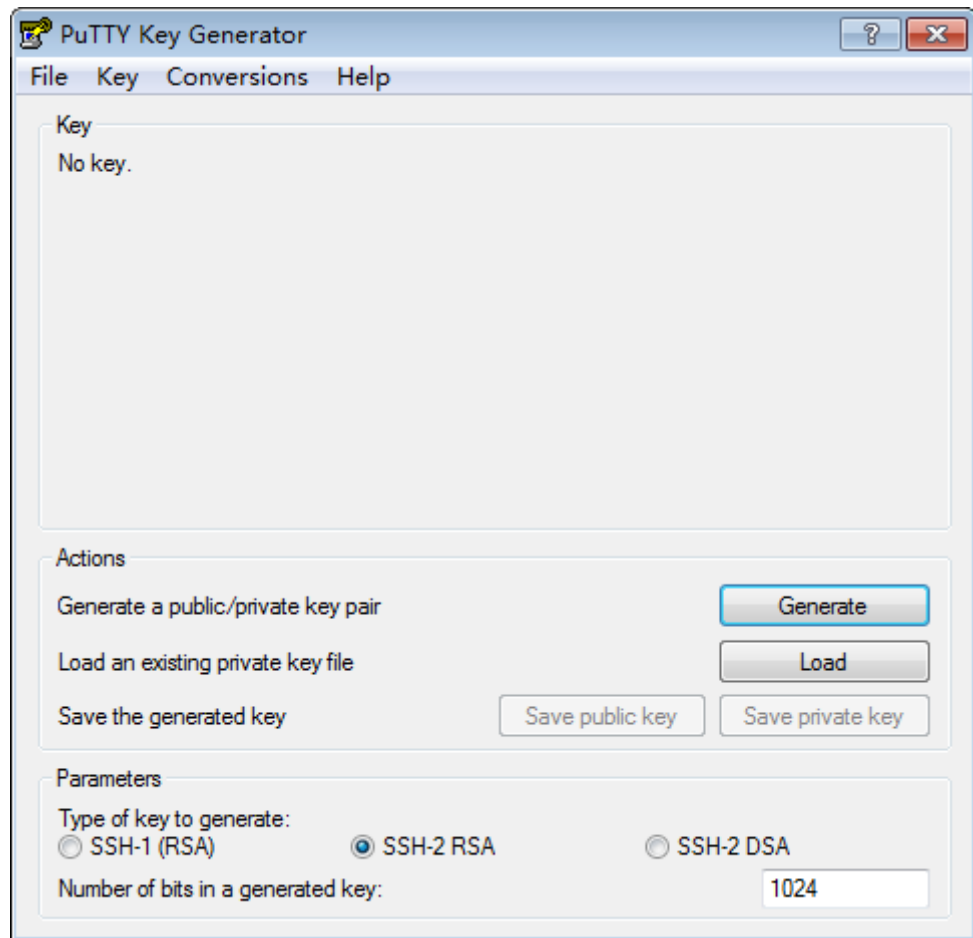 PuTTY Key Generator
File Key Conversions Help
Key
No key.
Actions
Generate a public/private key pair Generate
Load an existing private key file Load
Save the generated key Save public key Save private key
Parameters
Type of key to generate:
SSH-1 (RSA) SSH-2 RSA SSH-2 DSA
Number of bits in a generated key: 1024